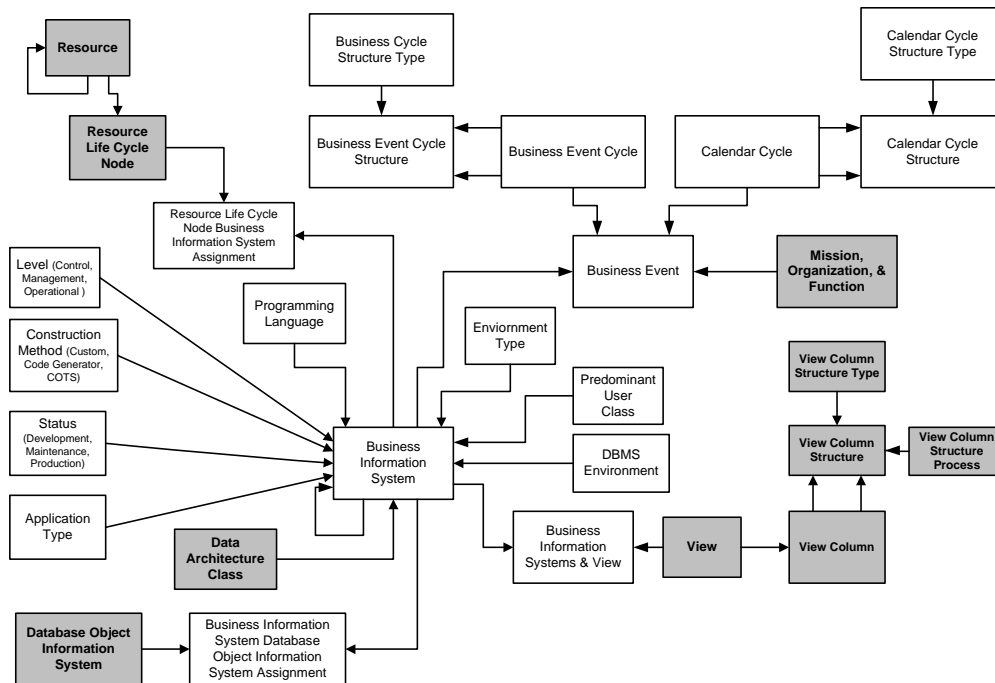 Resource
Business Cycle
Structure Type
Calendar Cycle
Structure Type
Resource
Life Cycle
Node
Business Event Cycle
Structure
Business Event Cycle
Calendar Cycle
Calendar Cycle
Structure
Resource Life Cycle
Node Business
Information System
Assignment
Business Event
Mission,
Organization, &
Function
Level (Control,
Management,
Operational )
Programming
Language
Enviornment
Type
Construction
Method (Custom,
Code Generator,
COTS)
View Column
Structure Type
Predominant
User
Class
Status
(Development,
Maintenance,
Production)
Business
Information
System
DBMS
Environment
View Column
Structure
View Column
Structure
Process
Application
Type
Data
Architecture
Class
Business
Information
Systems & View
View
View Column
Database Object
Information
System
Business Information
System Database
Object Information
System Assignment